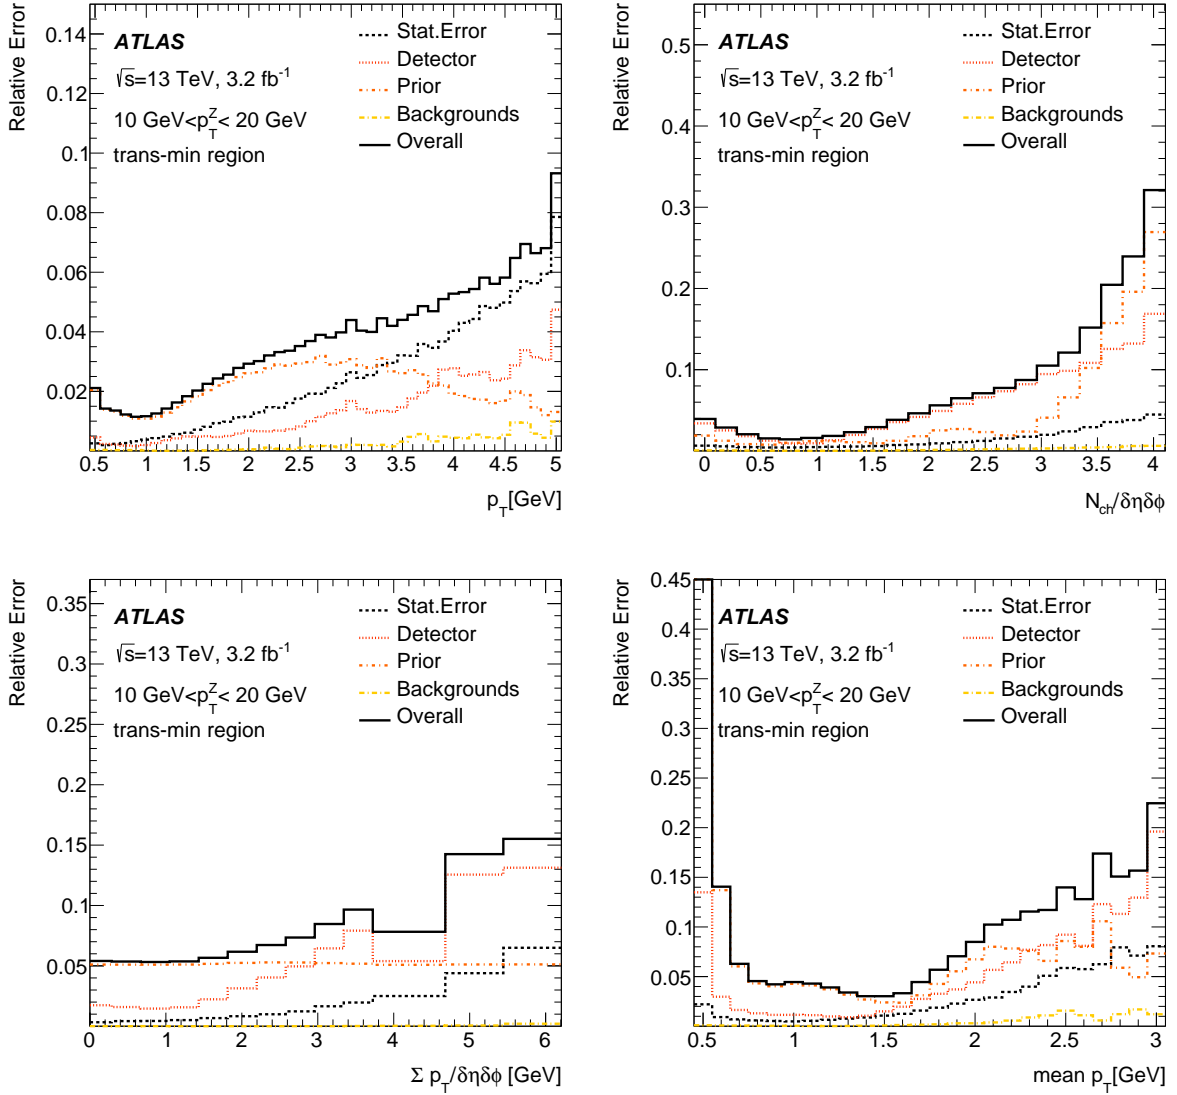 Relative Error
0.14
0.12
0.1
0.08
0.06
0.04
0.02
ATLAS
√s=13 TeV, 3.2 fb⁻¹
10 GeV<p_T^Z< 20 GeV
trans-min region
Stat.Error
Detector
Prior
Backgrounds
Overall
0.5 1 1.5 2 2.5 3 3.5 4 4.5 5
p_T[GeV]
Relative Error
0.5
0.4
0.3
0.2
0.1
ATLAS
√s=13 TeV, 3.2 fb⁻¹
10 GeV<p_T^Z< 20 GeV
trans-min region
Stat.Error
Detector
Prior
Backgrounds
Overall
0 0.5 1 1.5 2 2.5 3 3.5 4
N_ch/δηδϕ
Relative Error
0.35
0.3
0.25
0.2
0.15
0.1
0.05
ATLAS
√s=13 TeV, 3.2 fb⁻¹
10 GeV<p_T^Z< 20 GeV
trans-min region
Stat.Error
Detector
Prior
Backgrounds
Overall
0 1 2 3 4 5 6
Σ p_T/δηδϕ [GeV]
Relative Error
0.45
0.4
0.35
0.3
0.25
0.2
0.15
0.1
0.05
ATLAS
√s=13 TeV, 3.2 fb⁻¹
10 GeV<p_T^Z< 20 GeV
trans-min region
Stat.Error
Detector
Prior
Backgrounds
Overall
0.5 1 1.5 2 2.5 3
mean p_T[GeV]